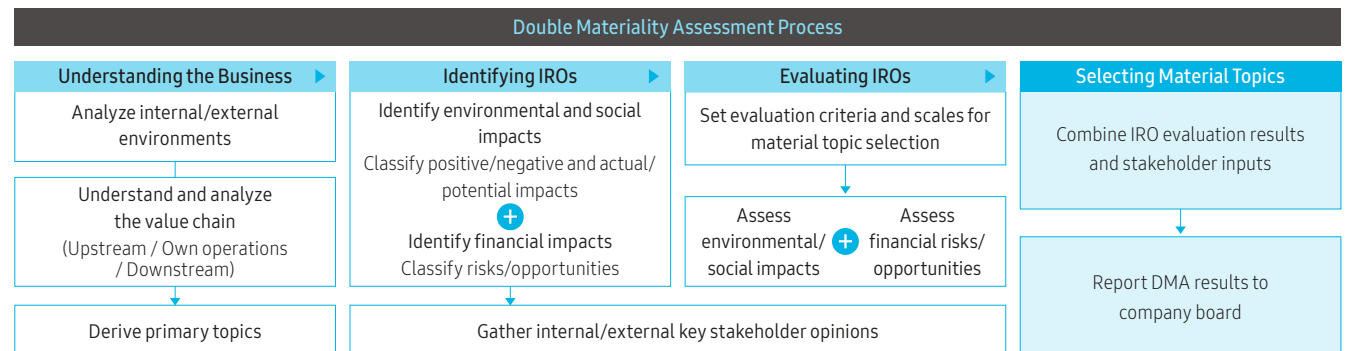 Double Materiality Assessment Process
Understanding the Business
Analyze internal/external
environments
Understand and analyze
the value chain
(Upstream / Own operations
/ Downstream)
Derive primary topics
Identifying IROs
Identify environmental and social
impacts
Classify positive/negative and actual/
potential impacts
+
Identify financial impacts
Classify risks/opportunities
Gather internal/external key stakeholder opinions
Evaluating IROs
Set evaluation criteria and scales for
material topic selection
Assess
environmental/
social impacts
+
Assess
financial risks/
opportunities
Selecting Material Topics
Combine IRO evaluation results
and stakeholder inputs
Report DMA results to
company board